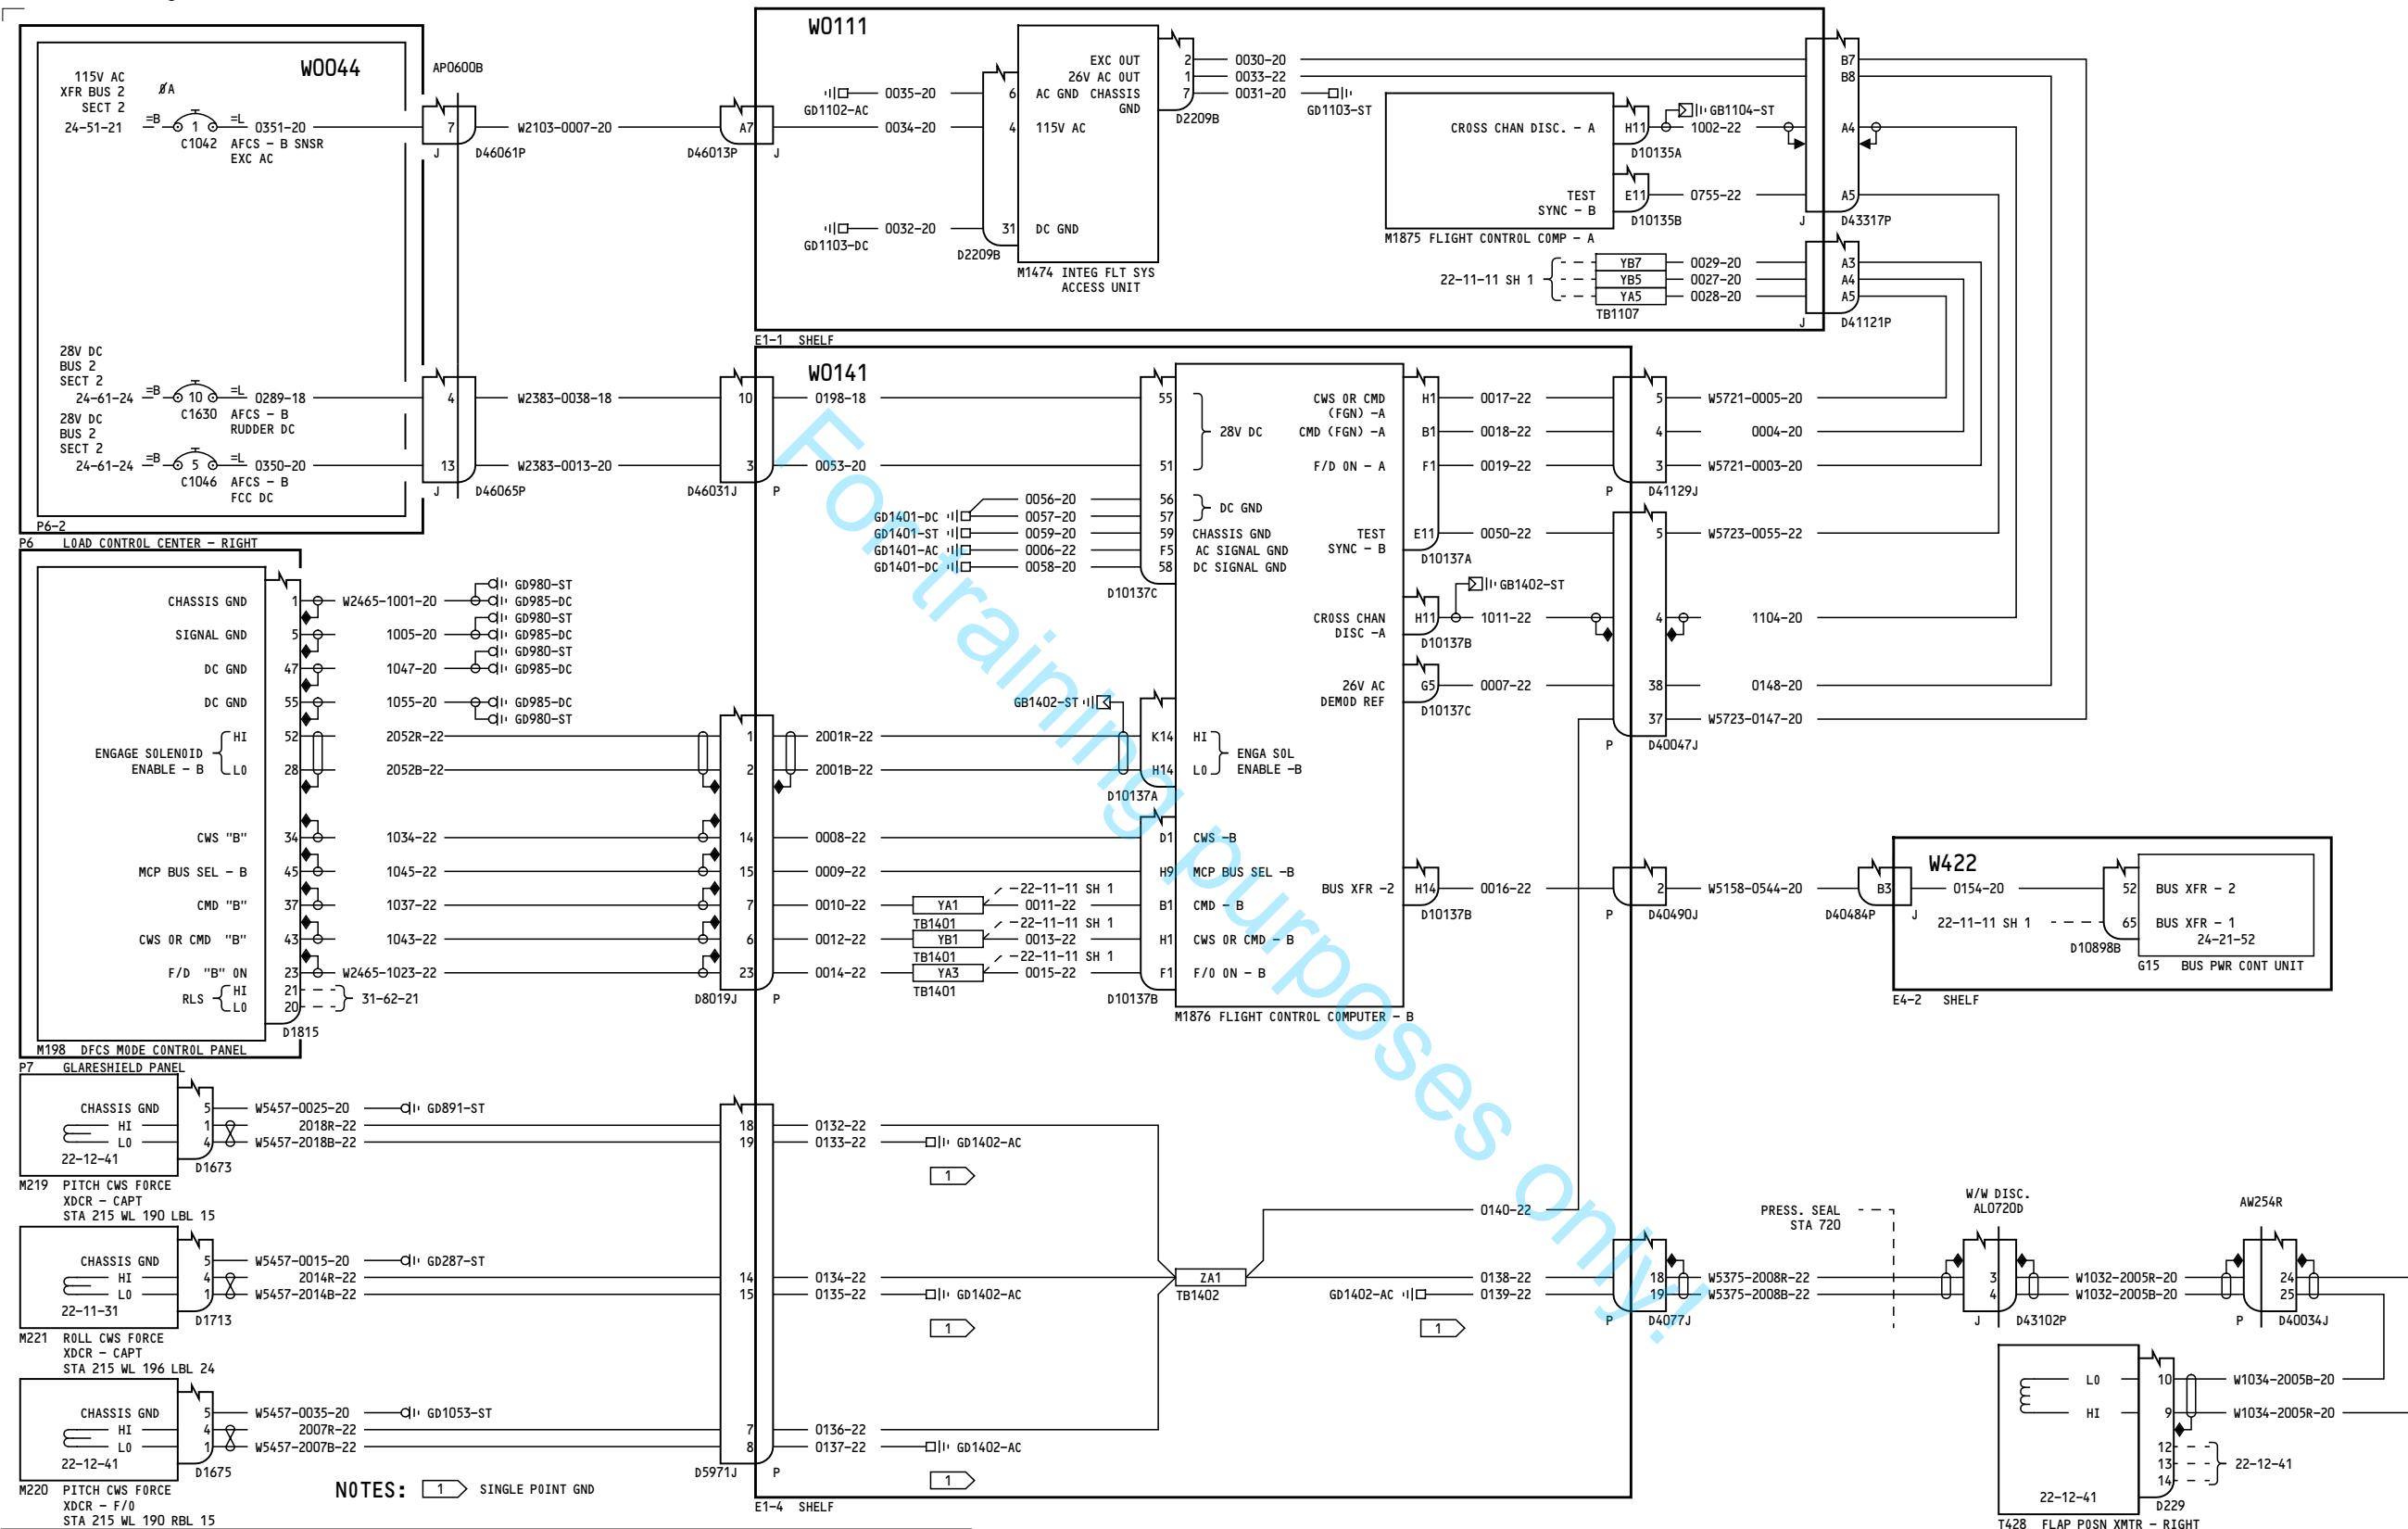 W0044
115V AC
XFR BUS 2
SECT 2
ØA
24-51-21
=B
1
=L
0351-20
C1042
AFCS - B SNSR
EXC AC
28V DC
BUS 2
SECT 2
24-61-24
=B
10
=L
0289-18
C1630
AFCS - B
RUDDER DC
28V DC
BUS 2
SECT 2
24-61-24
=B
5
=L
0350-20
C1046
AFCS - B
FCC DC
P6-2
P6 LOAD CONTROL CENTER - RIGHT
AP0600B
7
J
D46061P
W2103-0007-20
A7
D46013P
J
4
13
J
D46065P
W2383-0038-18
W2383-0013-20
10
3
D46031J
P
W0111
GD1102-AC
0035-20
0034-20
GD1103-DC
0032-20
6
4
31
D2209B
EXC OUT
26V AC OUT
AC GND CHASSIS
GND
115V AC
DC GND
M1474 INTEG FLT SYS
ACCESS UNIT
2
1
7
D2209B
0030-20
0033-22
0031-20
GD1103-ST
CROSS CHAN DISC. - A
TEST
SYNC - B
M1875 FLIGHT CONTROL COMP - A
H11
D10135A
E11
D10135B
GB1104-ST
1002-22
0755-22
B7
B8
A4
A5
J
D43317P
22-11-11 SH 1
YB7
YB5
YA5
TB1107
0029-20
0027-20
0028-20
A3
A4
A5
J
D41121P
E1-1 SHELF
W0141
0198-18
0053-20
55
51
28V DC
GD1401-DC
0056-20
0057-20
56
57
DC GND
GD1401-ST
0059-20
59
CHASSIS GND
GD1401-AC
0006-22
F5
AC SIGNAL GND
GD1401-DC
0058-20
58
DC SIGNAL GND
D10137C
CWS OR CMD
(FGN) -A
H1
0017-22
5
W5721-0005-20
CMD (FGN) -A
B1
0018-22
4
0004-20
F/D ON - A
F1
0019-22
3
W5721-0003-20
P
D41129J
TEST
SYNC - B
E11
D10137A
0050-22
5
W5723-0055-22
GB1402-ST
CROSS CHAN
DISC -A
H11
D10137B
1011-22
4
1104-20
26V AC
DEMOD REF
G5
D10137C
0007-22
38
0148-20
37
W5723-0147-20
P
D40047J
CHASSIS GND
1
W2465-1001-20
GD980-ST
GD985-DC
SIGNAL GND
5
1005-20
GD980-ST
GD985-DC
DC GND
47
1047-20
GD980-ST
GD985-DC
DC GND
55
1055-20
GD985-DC
GD980-ST
ENGAGE SOLENOID
ENABLE - B
HI
LO
52
28
2052R-22
2052B-22
1
2
2001R-22
2001B-22
GB1402-ST
K14
H14
HI
LO
ENGA SOL
ENABLE -B
D10137A
CWS "B"
34
1034-22
14
0008-22
D1
CWS -B
MCP BUS SEL - B
45
1045-22
15
0009-22
H9
MCP BUS SEL -B
CMD "B"
37
1037-22
7
0010-22
YA1
TB1401
22-11-11 SH 1
0011-22
B1
CMD - B
CWS OR CMD "B"
43
1043-22
6
0012-22
YB1
TB1401
22-11-11 SH 1
0013-22
H1
CWS OR CMD - B
F/D "B" ON
23
W2465-1023-22
23
0014-22
YA3
TB1401
22-11-11 SH 1
0015-22
F1
F/O ON - B
RLS
HI
LO
21
20
31-62-21
D1815
D8019J
P
D10137B
M1876 FLIGHT CONTROL COMPUTER - B
M198 DFCS MODE CONTROL PANEL
P7 GLARESHIELD PANEL
BUS XFR -2
H14
D10137B
0016-22
2
P
D40490J
W5158-0544-20
B3
D40484P
J
W422
0154-20
52
BUS XFR - 2
22-11-11 SH 1
65
BUS XFR - 1
24-21-52
D10898B
G15 BUS PWR CONT UNIT
E4-2 SHELF
CHASSIS GND
HI
LO
22-12-41
5
1
4
D1673
W5457-0025-20
GD891-ST
2018R-22
W5457-2018B-22
18
19
0132-22
0133-22
GD1402-AC
1
M219 PITCH CWS FORCE
XDCR - CAPT
STA 215 WL 190 LBL 15
CHASSIS GND
HI
LO
22-11-31
5
4
1
D1713
W5457-0015-20
GD287-ST
2014R-22
W5457-2014B-22
14
15
0134-22
0135-22
GD1402-AC
1
M221 ROLL CWS FORCE
XDCR - CAPT
STA 215 WL 196 LBL 24
CHASSIS GND
HI
LO
22-12-41
5
4
1
D1675
W5457-0035-20
GD1053-ST
2007R-22
W5457-2007B-22
7
8
D5971J
P
0136-22
0137-22
GD1402-AC
1
M220 PITCH CWS FORCE
XDCR - F/O
STA 215 WL 190 RBL 15
NOTES: 1 SINGLE POINT GND
E1-4 SHELF
ZA1
TB1402
0140-22
0138-22
GD1402-AC
0139-22
1
18
19
P
D4077J
W5375-2008R-22
W5375-2008B-22
PRESS. SEAL
STA 720
W/W DISC.
AL0720D
3
4
J
D43102P
W1032-2005R-20
W1032-2005B-20
AW254R
24
25
P
D40034J
LO
HI
10
9
12
13
14
W1034-2005B-20
W1034-2005R-20
22-12-41
22-12-41
D229
T428 FLAP POSN XMTR - RIGHT
For training purposes only!